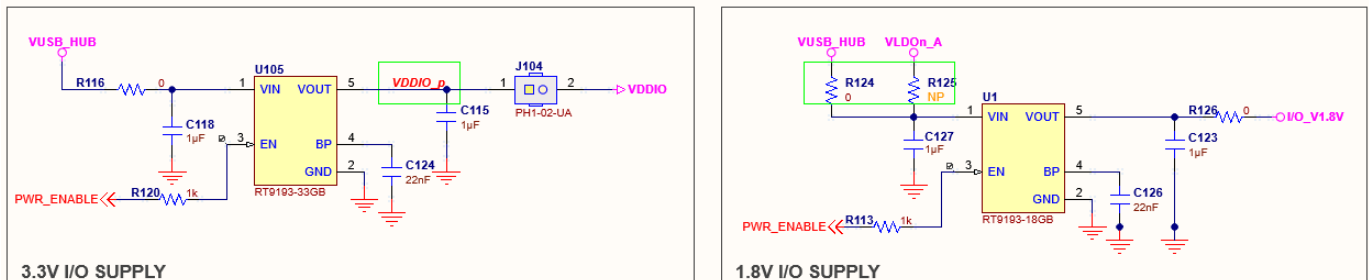 VUSB_HUB
R116
0
C118
1µF
U105
1
VIN
VOUT
5
3
EN
BP
4
GND
2
RT9193-33GB
VDDIO_p
C115
1µF
C124
22nF
1
J104
2
PH1-02-UA
VDDIO
PWR_ENABLE
R120
1k
3.3V I/O SUPPLY
VUSB_HUB
VLDOn_A
R124
0
R125
NP
C127
1µF
U1
1
VIN
VOUT
5
3
EN
BP
4
GND
2
RT9193-18GB
R126
0
I/O_V1.8V
C123
1µF
C126
22nF
PWR_ENABLE
R113
1k
1.8V I/O SUPPLY